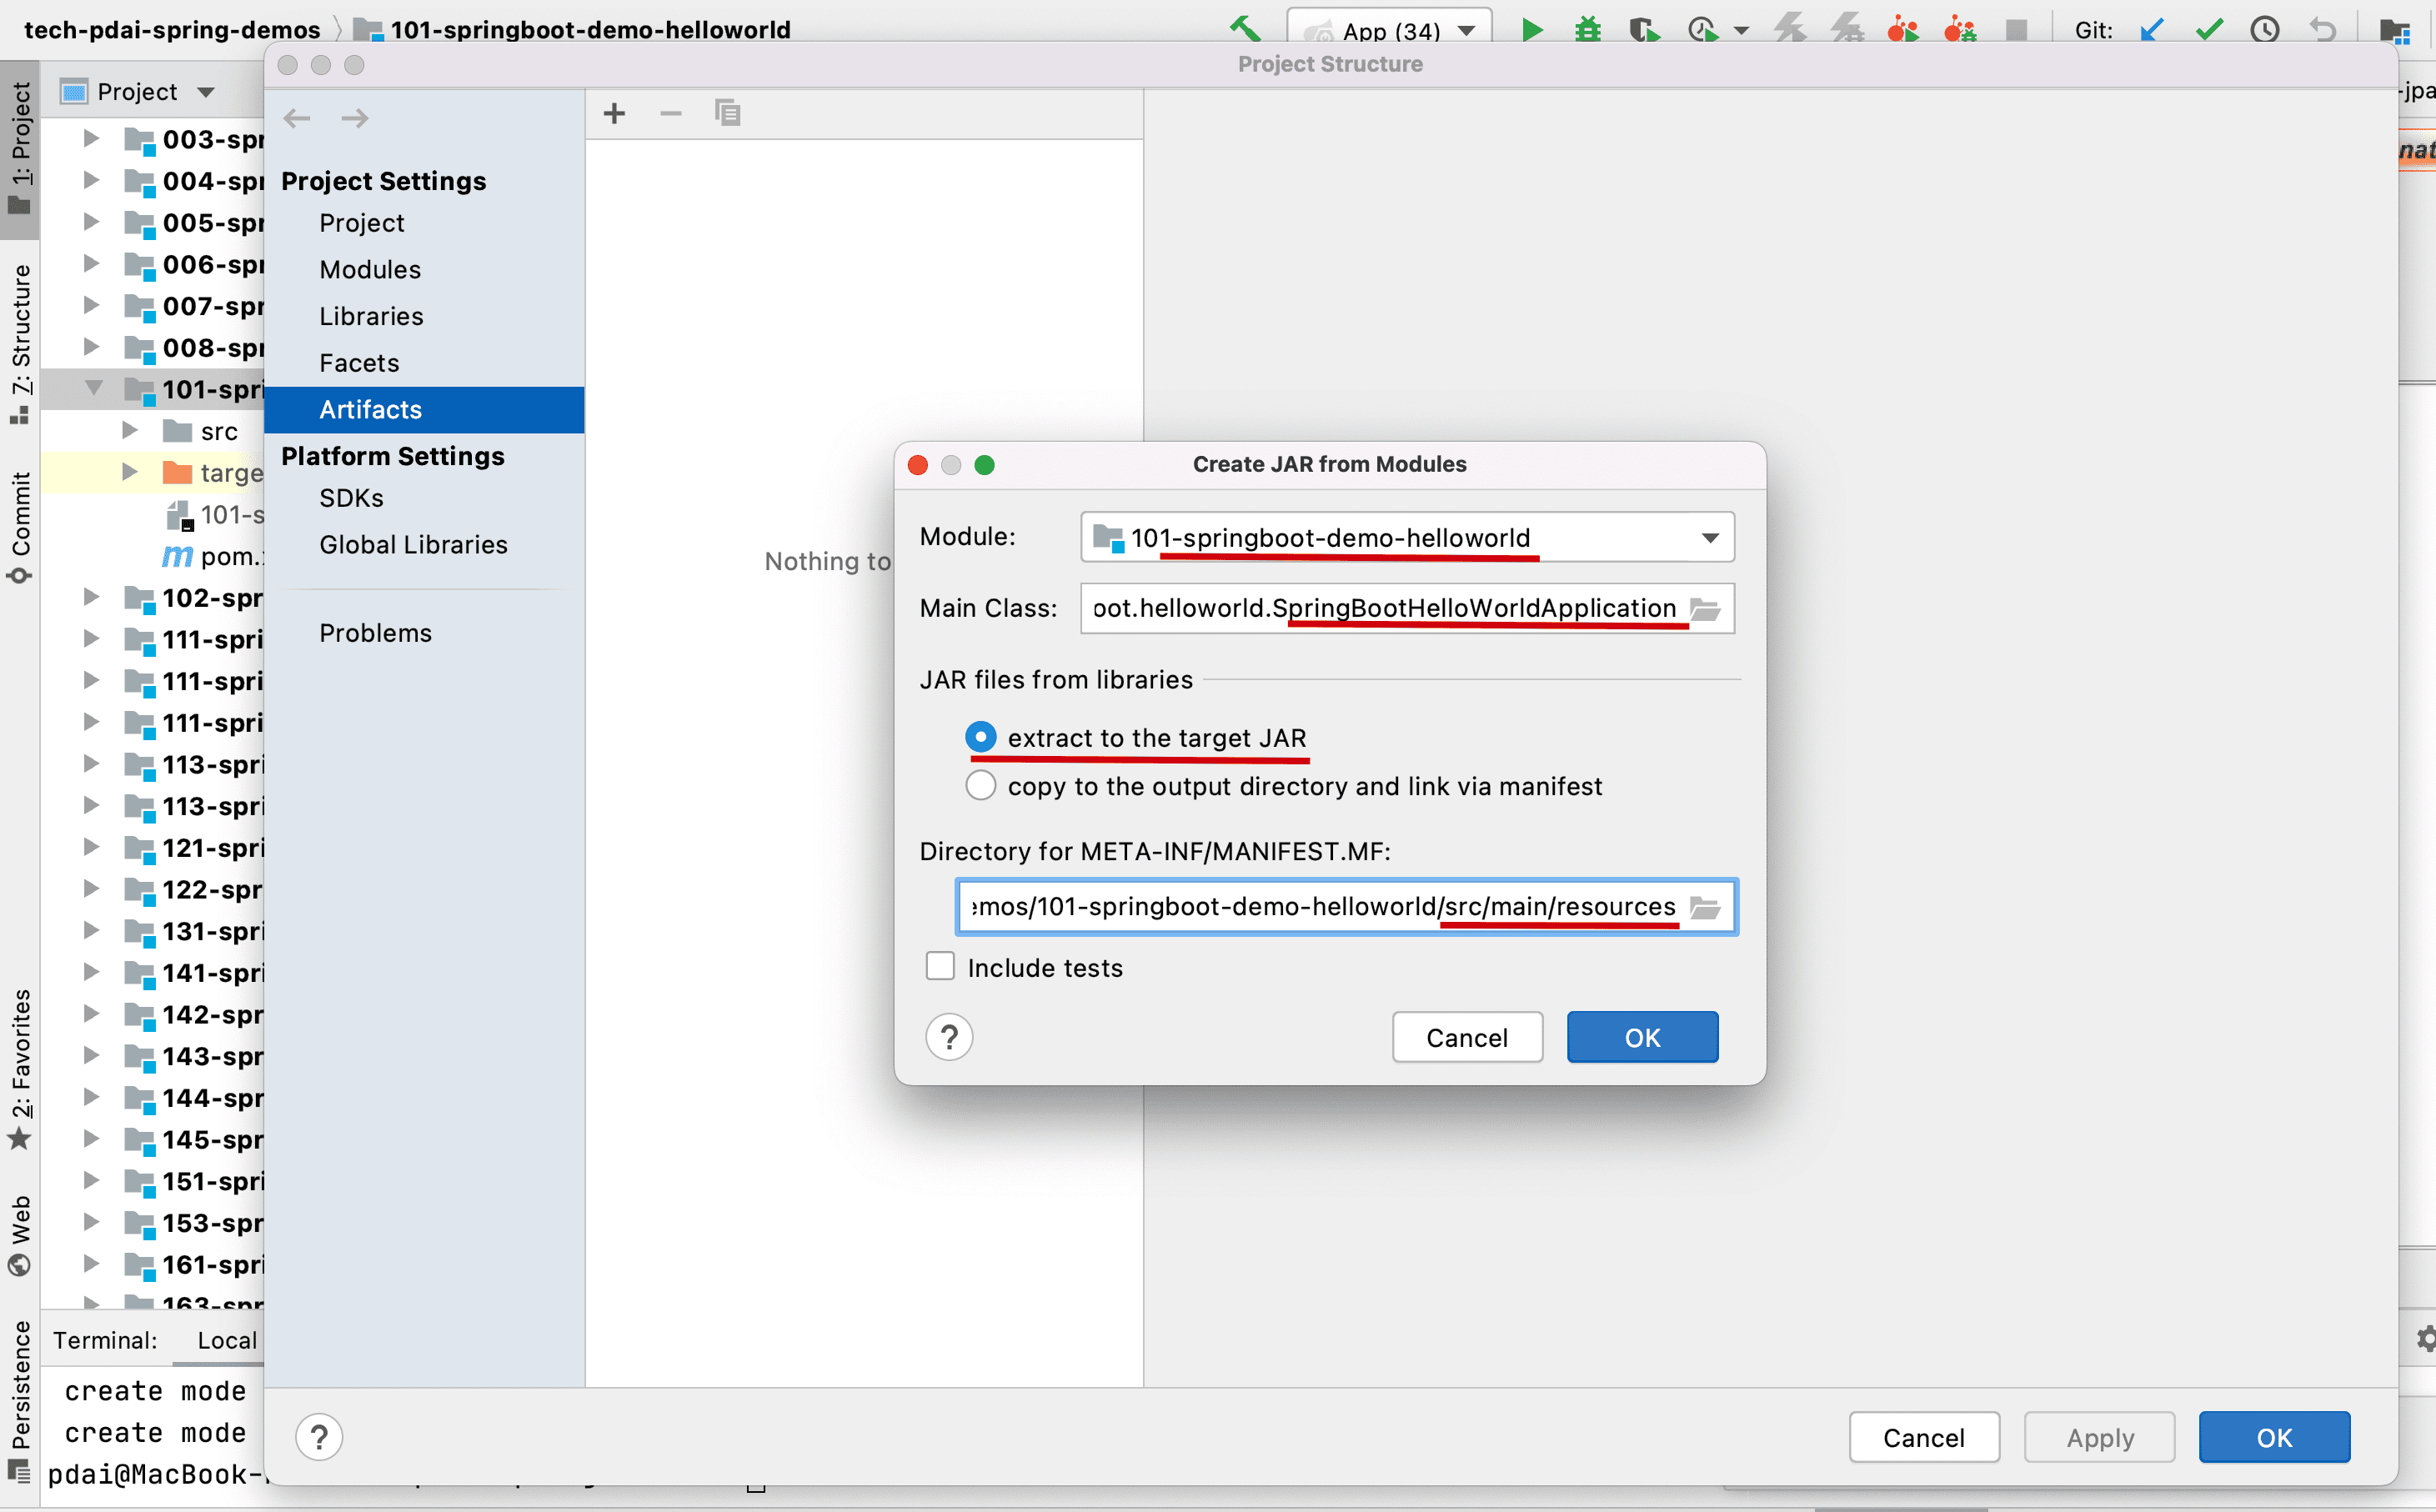 tech-pdai-spring-demos
101-springboot-demo-helloworld
App (34)
Git:
Project Structure
1: Project
7: Structure
Commit
2: Favorites
Web
Persistence
Project
003-spr
004-spr
005-spr
006-spr
007-spr
008-spr
101-spri
src
targe
101-s
pom.
102-spr
111-spri
111-spri
111-spri
113-spri
113-spri
121-spri
122-spr
131-spri
141-spri
142-spr
143-spr
144-spr
145-spr
151-spri
153-spr
161-spri
163-spr
Project Settings
Project
Modules
Libraries
Facets
Artifacts
Platform Settings
SDKs
Global Libraries
Problems
Nothing to
-jpa
nat
Create JAR from Modules
Module:
101-springboot-demo-helloworld
Main Class:
oot.helloworld.SpringBootHelloWorldApplication
JAR files from libraries
extract to the target JAR
copy to the output directory and link via manifest
Directory for META-INF/MANIFEST.MF:
emos/101-springboot-demo-helloworld/src/main/resources
Include tests
?
Cancel
OK
Terminal:
Local
create mode
create mode
pdai@MacBook-
?
Cancel
Apply
OK